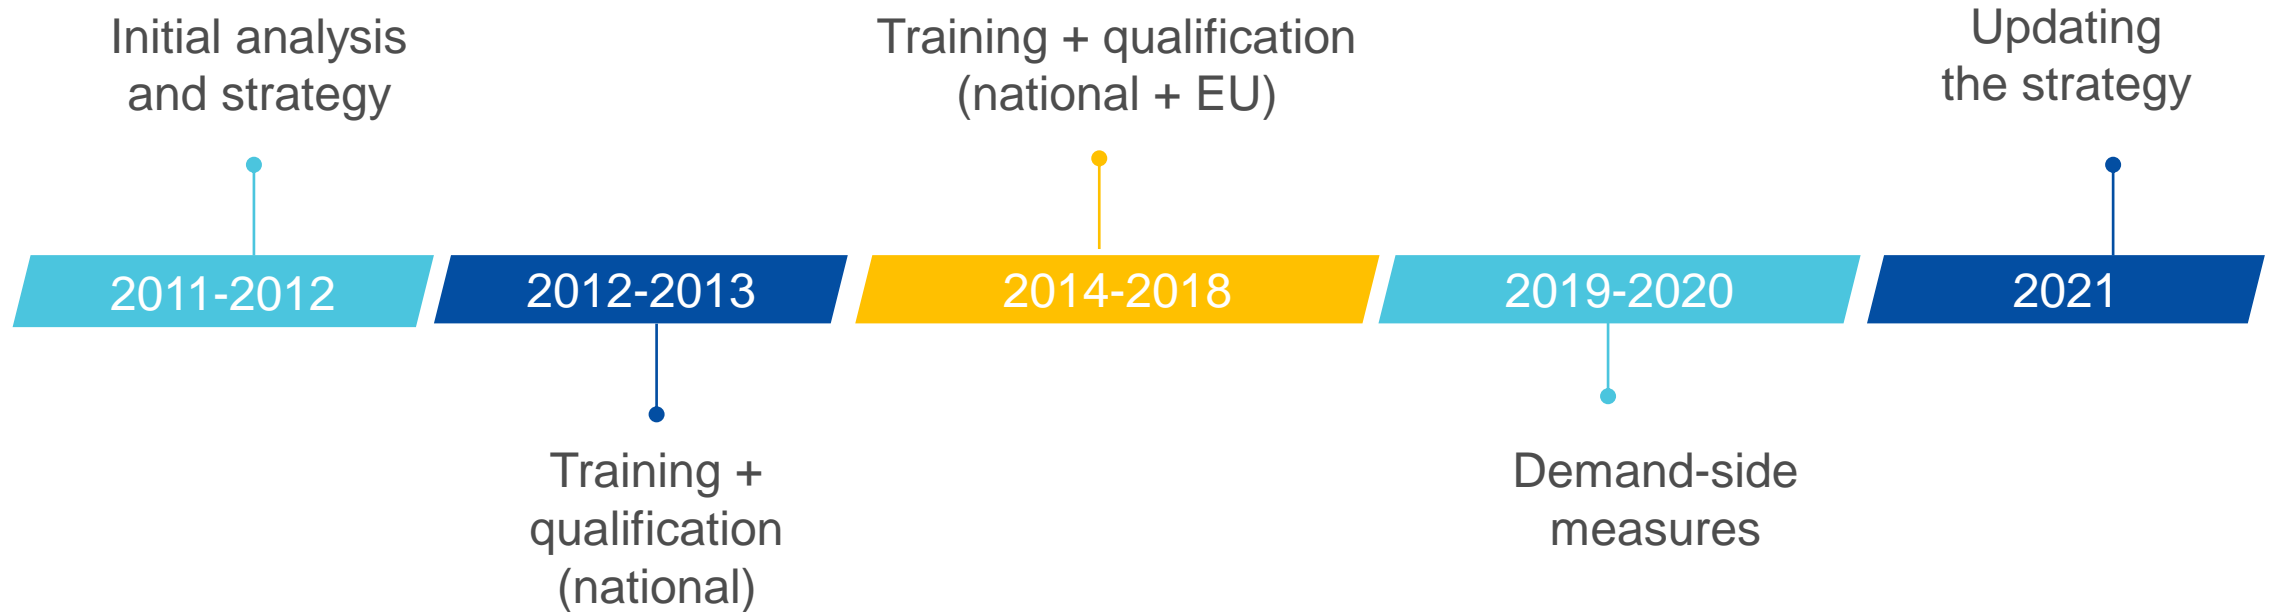 Initial analysis
and strategy
Training + qualification
(national + EU)
Updating
the strategy
2011-2012
2012-2013
2014-2018
2019-2020
2021
Training +
qualification
(national)
Demand-side
measures